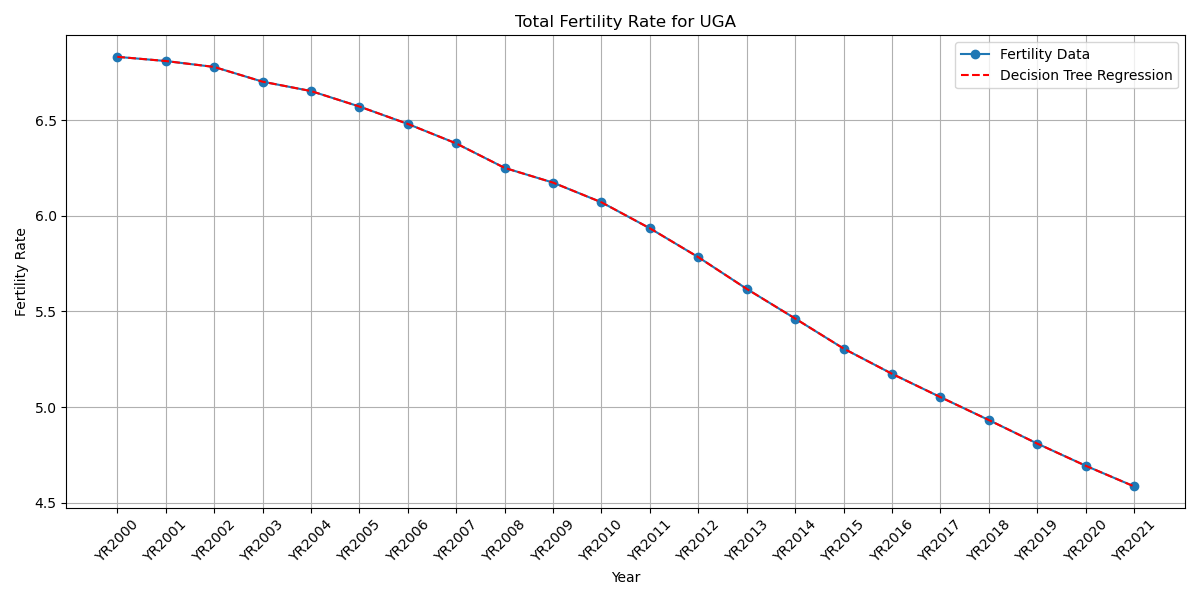 Total Fertility Rate for UGA
Fertility Data
Decision Tree Regression
Fertility Rate
6.5
6.0
5.5
5.0
4.5
YR2000
YR2001
YR2002
YR2003
YR2004
YR2005
YR2006
YR2007
YR2008
YR2009
YR2010
YR2011
YR2012
YR2013
YR2014
YR2015
YR2016
YR2017
YR2018
YR2019
YR2020
YR2021
Year